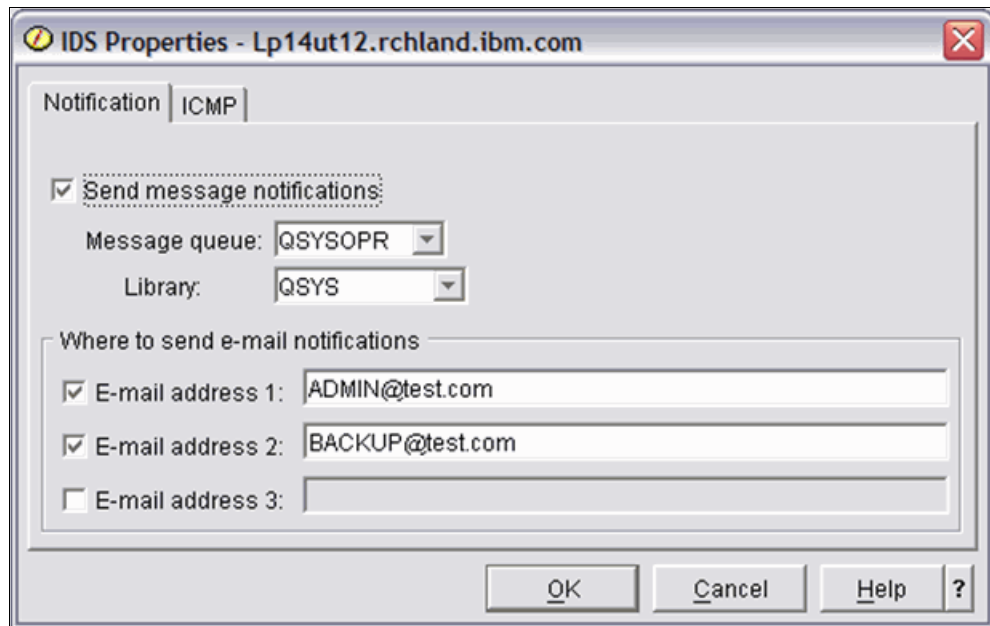 IDS Properties - Lp14ut12.rchland.ibm.com
Notification ICMP
Send message notifications
Message queue: QSYSOPR
Library: QSYS
Where to send e-mail notifications
E-mail address 1: ADMIN@test.com
E-mail address 2: BACKUP@test.com
E-mail address 3:
OK Cancel Help ?